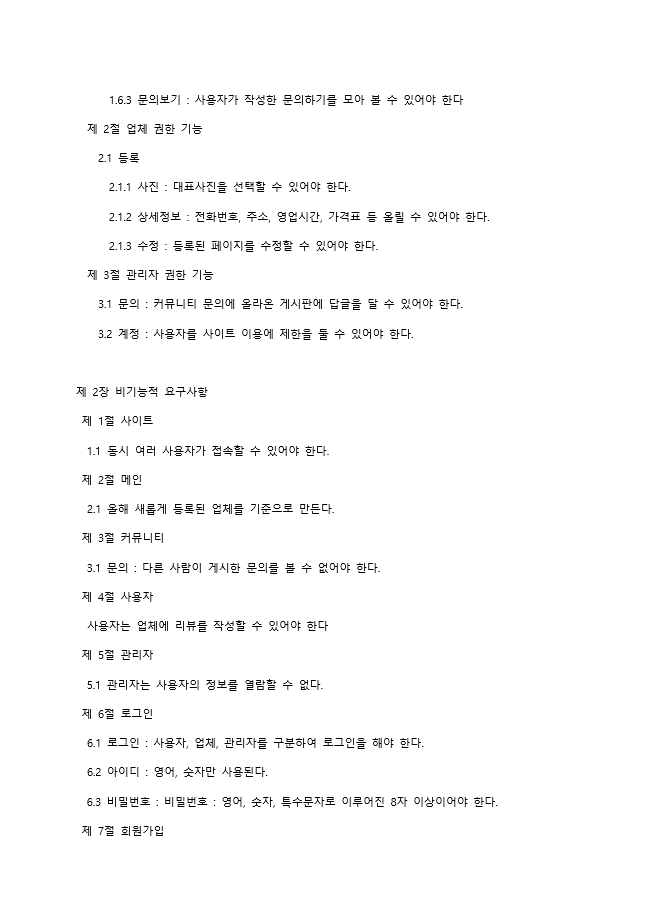 1.6.3 문의보기 : 사용자가 작성한 문의하기를 모아 볼 수 있어야 한다
제 2절 업체 권한 기능
2.1 등록
2.1.1 사진 : 대표사진을 선택할 수 있어야 한다.
2.1.2 상세정보 : 전화번호, 주소, 영업시간, 가격표 등 올릴 수 있어야 한다.
2.1.3 수정 : 등록된 페이지를 수정할 수 있어야 한다.
제 3절 관리자 권한 기능
3.1 문의 : 커뮤니티 문의에 올라온 게시판에 답글을 달 수 있어야 한다.
3.2 계정 : 사용자를 사이트 이용에 제한을 둘 수 있어야 한다.
제 2장 비기능적 요구사항
제 1절 사이트
1.1 동시 여러 사용자가 접속할 수 있어야 한다.
제 2절 메인
2.1 올해 새롭게 등록된 업체를 기준으로 만든다.
제 3절 커뮤니티
3.1 문의 : 다른 사람이 게시한 문의를 볼 수 없어야 한다.
제 4절 사용자
사용자는 업체에 리뷰를 작성할 수 있어야 한다
제 5절 관리자
5.1 관리자는 사용자의 정보를 열람할 수 없다.
제 6절 로그인
6.1 로그인 : 사용자, 업체, 관리자를 구분하여 로그인을 해야 한다.
6.2 아이디 : 영어, 숫자만 사용된다.
6.3 비밀번호 : 비밀번호 : 영어, 숫자, 특수문자로 이루어진 8자 이상이어야 한다.
제 7절 회원가입